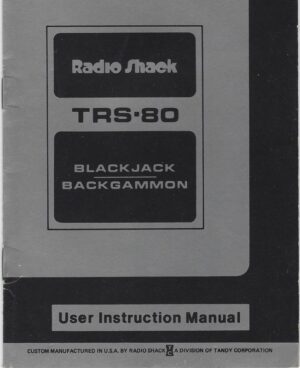 Radio Shack
TRS-80
BLACKJACK
BACKGAMMON
User Instruction Manual
CUSTOM MANUFACTURED IN U.S.A. BY RADIO SHACK A DIVISION OF TANDY CORPORATION